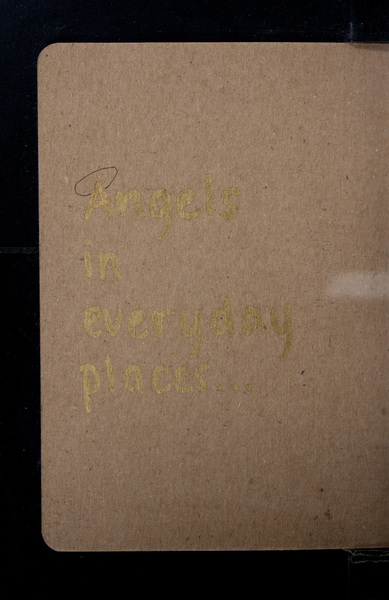 Angels
in
everyday
places...